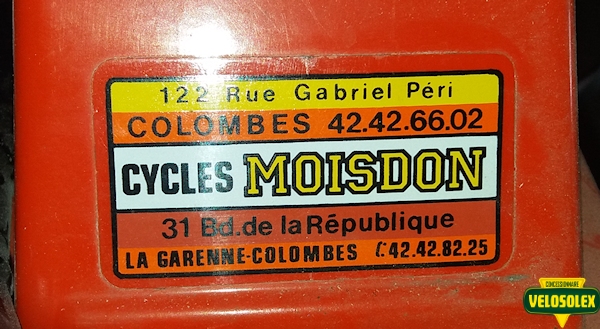 122 Rue Gabriel Péri
COLOMBES 42.42.66.02
CYCLES MOISDON
31 Bd.de la République
LA GARENNE-COLOMBES t.42.42.82.25
CONCESSIONNAIRE
VELOSOLEX